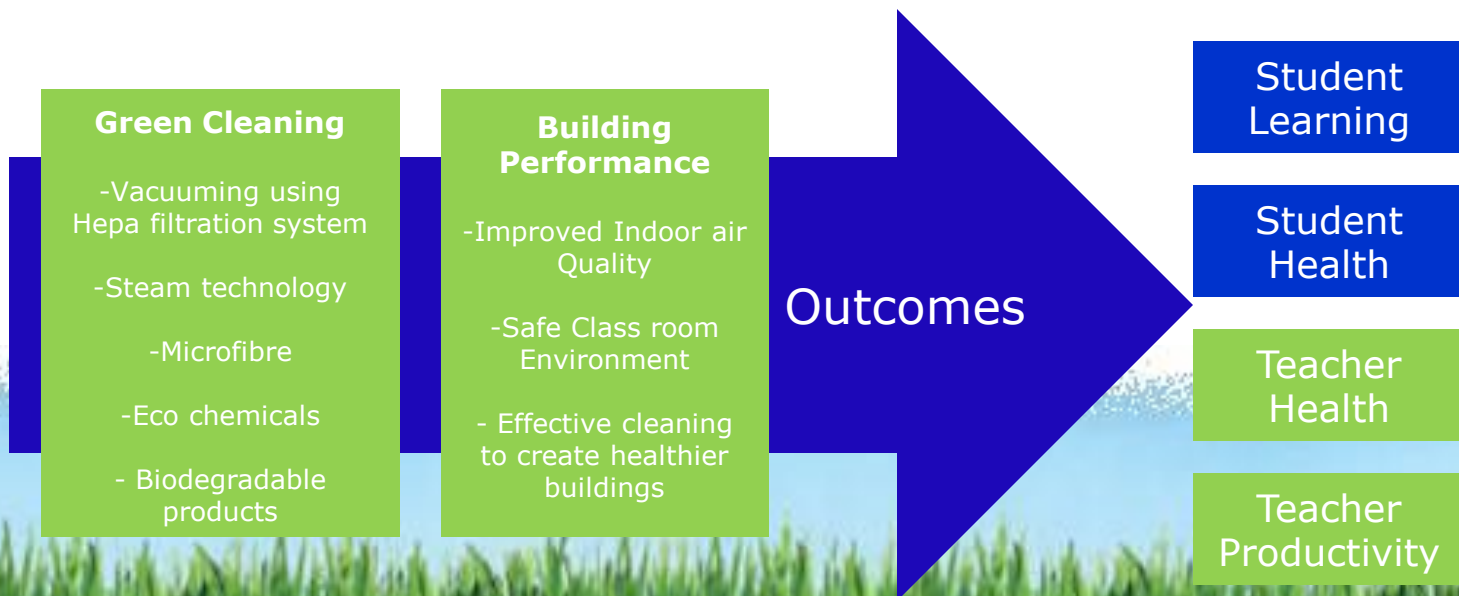 Green Cleaning
-Vacuuming using
Hepa filtration system
-Steam technology
-Microfibre
-Eco chemicals
- Biodegradable
products
Building
Performance
-Improved Indoor air
Quality
-Safe Class room
Environment
- Effective cleaning
to create healthier
buildings
Outcomes
Student
Learning
Student
Health
Teacher
Health
Teacher
Productivity